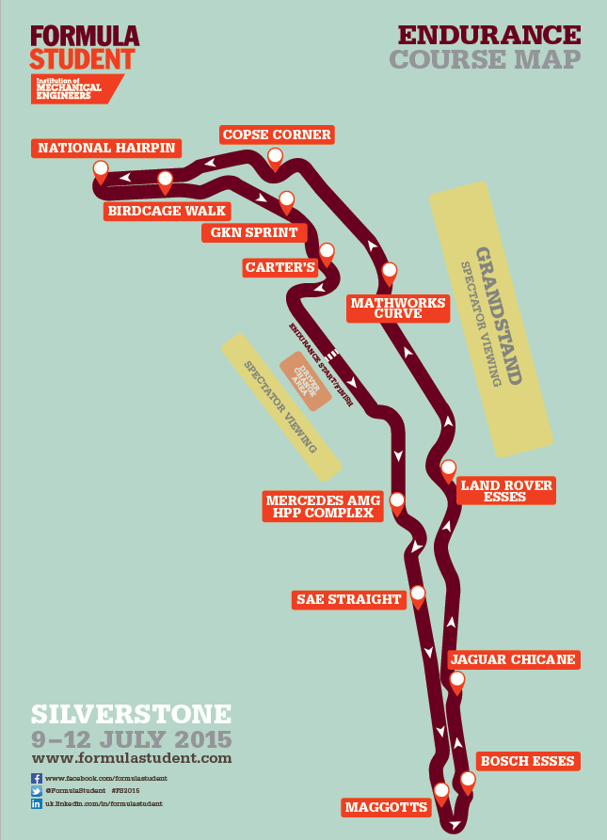 FORMULA
STUDENT
Institution of
MECHANICAL
ENGINEERS
ENDURANCE
COURSE MAP
COPSE CORNER
NATIONAL HAIRPIN
BIRDCAGE WALK
GKN SPRINT
CARTER'S
MATHWORKS
CURVE
GRANDSTAND
SPECTATOR VIEWING
ENDURANCE START/FINISH
DRIVER
CHANGE
AREA
SPECTATOR VIEWING
LAND ROVER
ESSES
MERCEDES AMG
HPP COMPLEX
SAE STRAIGHT
JAGUAR CHICANE
BOSCH ESSES
MAGGOTTS
SILVERSTONE
9–12 JULY 2015
www.formulastudent.com
www.facebook.com/formulastudent
@FormulaStudent #FS2015
uk.linkedin.com/in/formulastudent